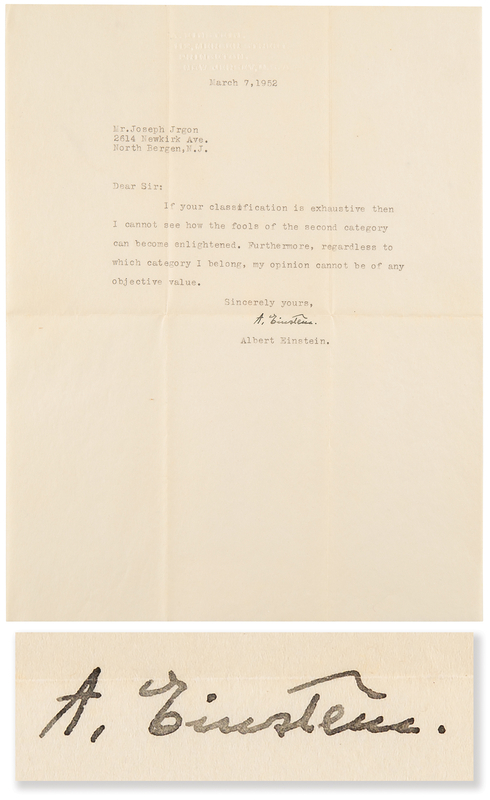 March 7,1952
Mr.Joseph Jrgon
2614 Newkirk Ave.
North Bergen,N.J.
Dear Sir:
If your classification is exhaustive then
I cannot see how the fools of the second category
can become enlightened. Furthermore, regardless to
which category I belong, my opinion cannot be of any
objective value.
Sincerely yours,
A. Einstein.
Albert Einstein.
A. Einstein.